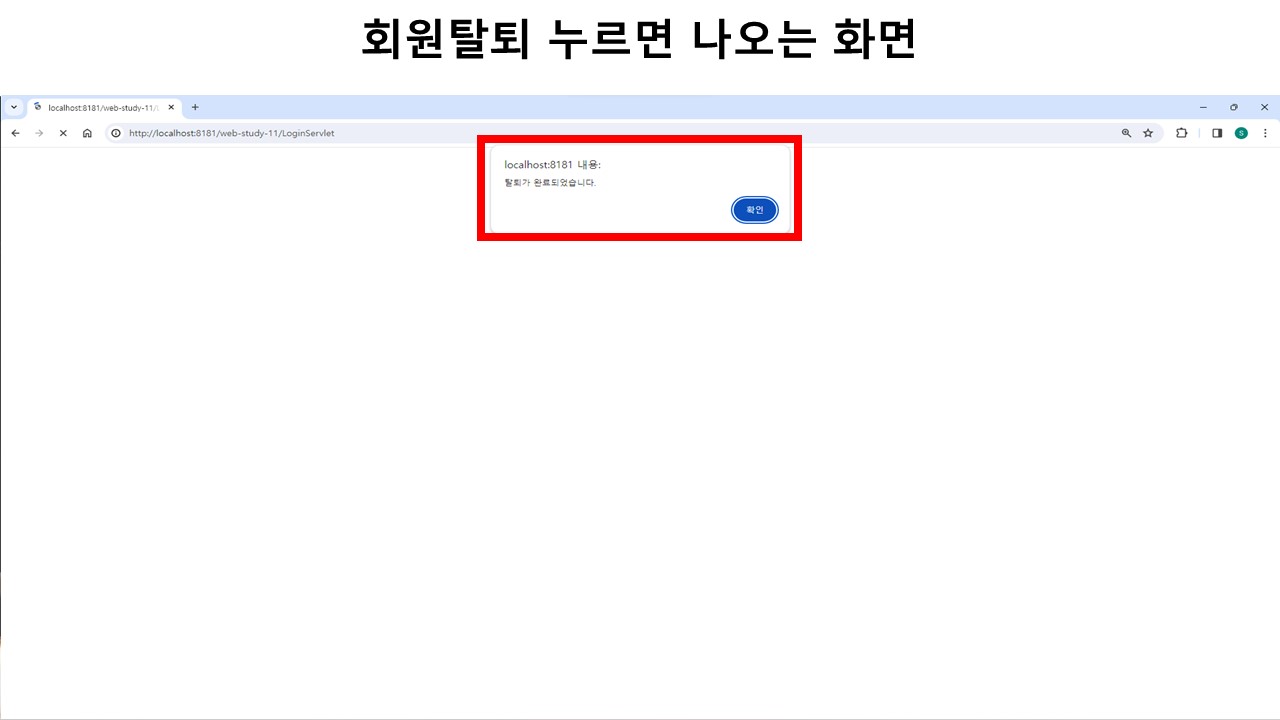 회원탈퇴 누르면 나오는 화면
localhost:8181/web-study-11/
http://localhost:8181/web-study-11/LoginServlet
S
localhost:8181 내용:
탈퇴가 완료되었습니다.
확인